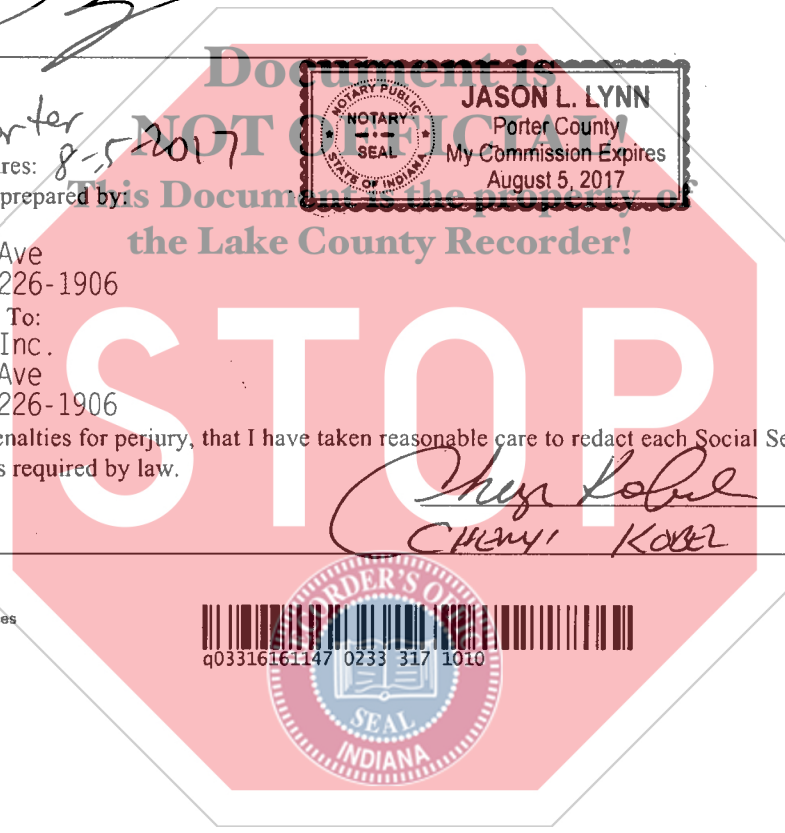 Document is
NOT OFFICIAL!
This Document is the property of
the Lake County Recorder!
NOTARY PUBLIC
NOTARY
SEAL
STATE OF INDIANA
JASON L. LYNN
Porter County
My Commission Expires
August 5, 2017
rter
res: 8-5-2017
prepared by:
Ave
226-1906
To:
Inc.
Ave
226-1906
enalties for perjury, that I have taken reasonable care to redact each Social Se
s required by law.
KOBEL
es
q03316161147 0233 317 1010
RECORDER'S OF
SEAL
INDIANA
STOP